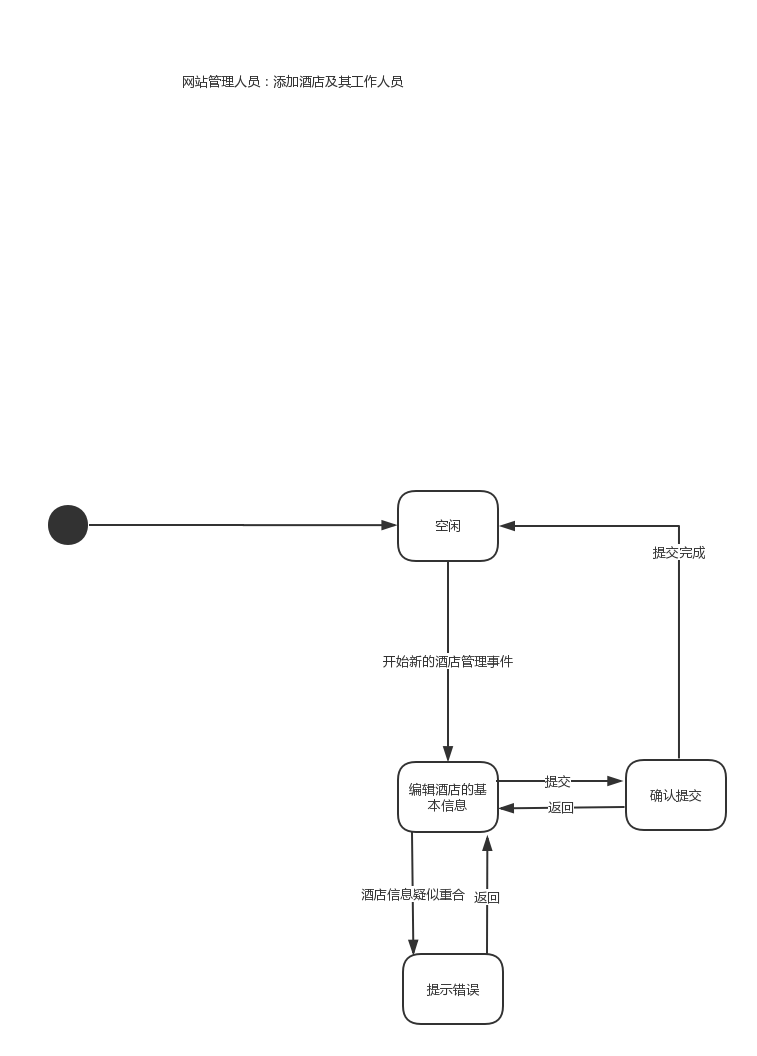 网站管理人员：添加酒店及其工作人员
空闲
提交完成
开始新的酒店管理事件
编辑酒店的基
本信息
提交
返回
确认提交
酒店信息疑似重合
返回
提示错误